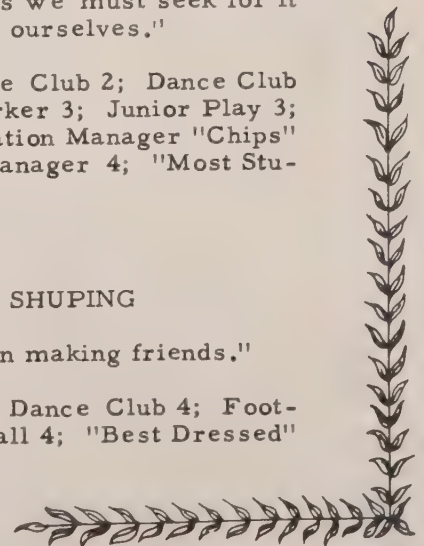 s we must seek for it
ourselves."
e Club 2; Dance Club
rker 3; Junior Play 3;
ation Manager "Chips"
anager 4; "Most Stu-
SHUPING
n making friends."
Dance Club 4; Foot-
all 4; "Best Dressed"